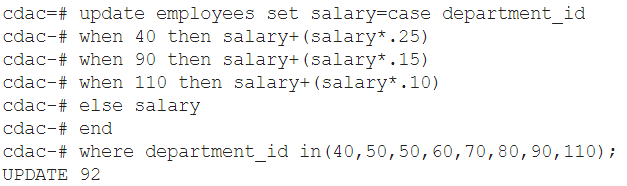 cdac=# update employees set salary=case department_id
cdac-# when 40 then salary+(salary*.25)
cdac-# when 90 then salary+(salary*.15)
cdac-# when 110 then salary+(salary*.10)
cdac-# else salary
cdac-# end
cdac-# where department_id in(40,50,50,60,70,80,90,110);
UPDATE 92